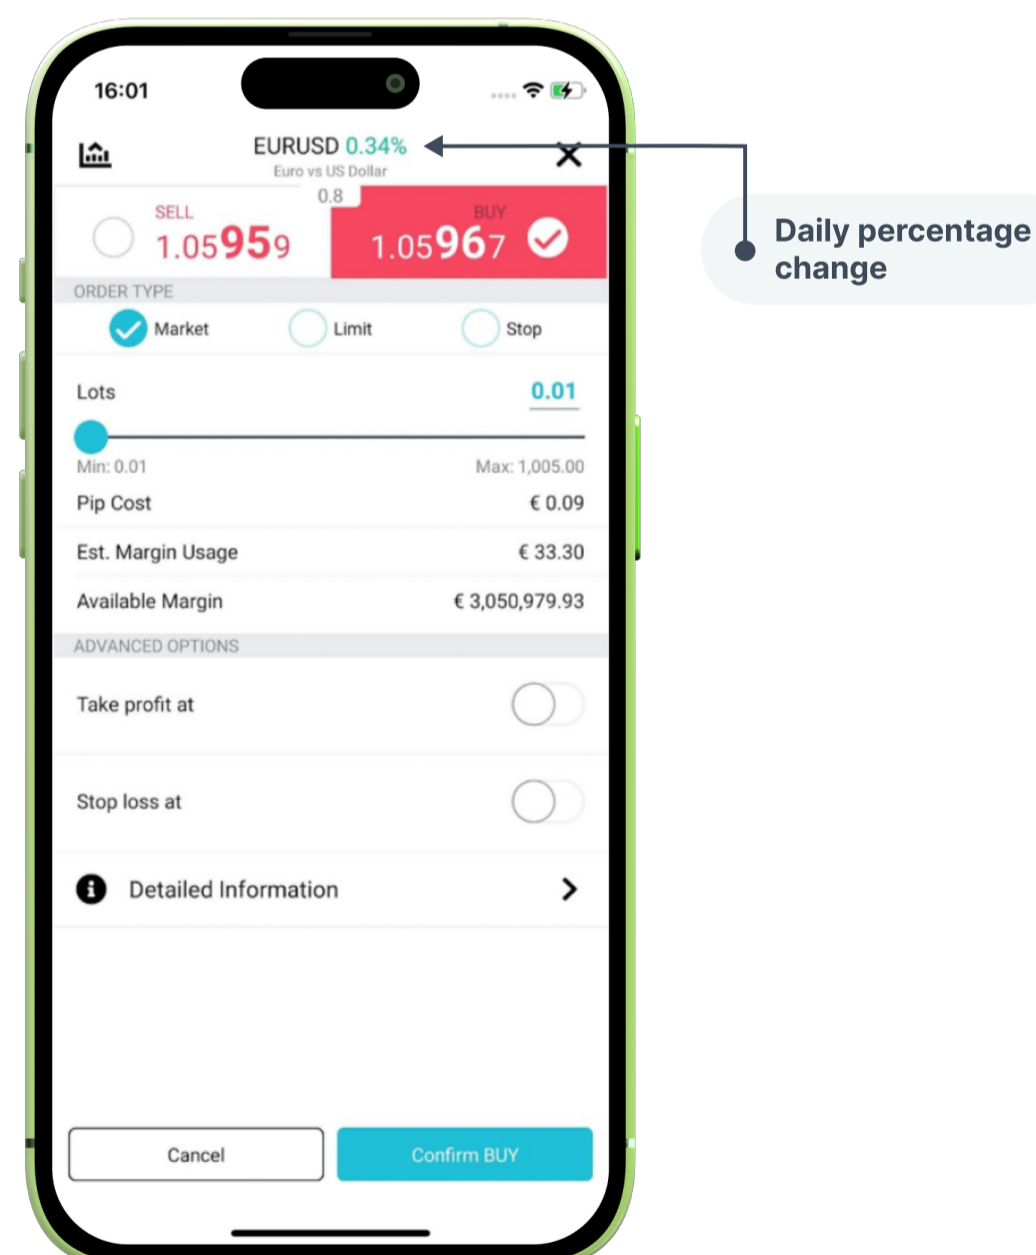 16:01
EURUSD 0.34%
Euro vs US Dollar
0.8
SELL
1.05959
BUY
1.05967
Daily percentage
change
ORDER TYPE
Market Limit Stop
Lots 0.01
Min: 0.01 Max: 1,005.00
Pip Cost € 0.09
Est. Margin Usage € 33.30
Available Margin € 3,050,979.93
ADVANCED OPTIONS
Take profit at
Stop loss at
Detailed Information
Cancel Confirm BUY